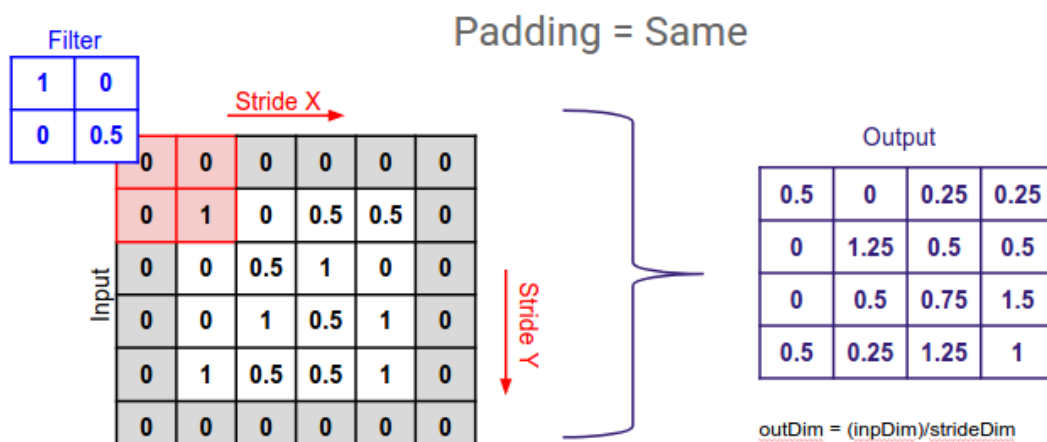 Padding = Same
Filter
1 0
0 0.5
Stride X
Input
0 0 0 0 0 0
0 1 0 0.5 0.5 0
0 0 0.5 1 0 0
0 0 1 0.5 1 0
0 1 0.5 0.5 1 0
0 0 0 0 0 0
Stride Y
Output
0.5 0 0.25 0.25
0 1.25 0.5 0.5
0 0.5 0.75 1.5
0.5 0.25 1.25 1
outDim = (inpDim)/strideDim